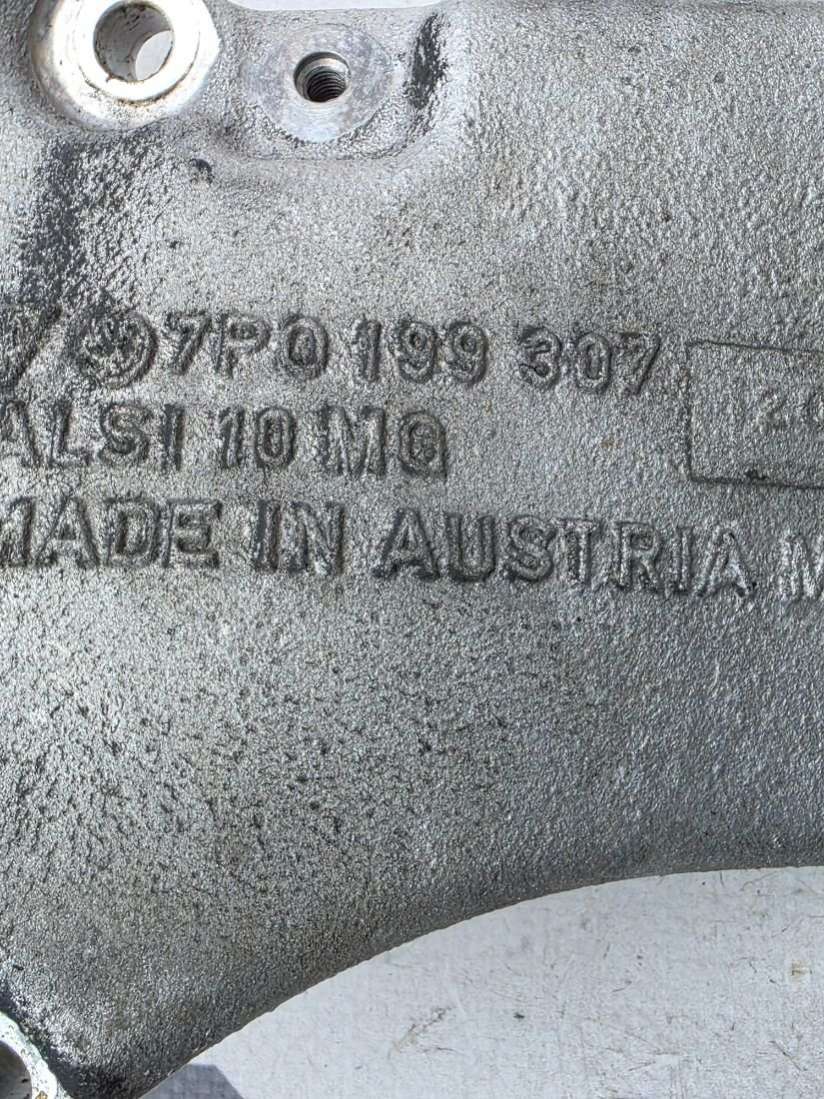 7P0 199 307
ALSI 10 MG
MADE IN AUSTRIA